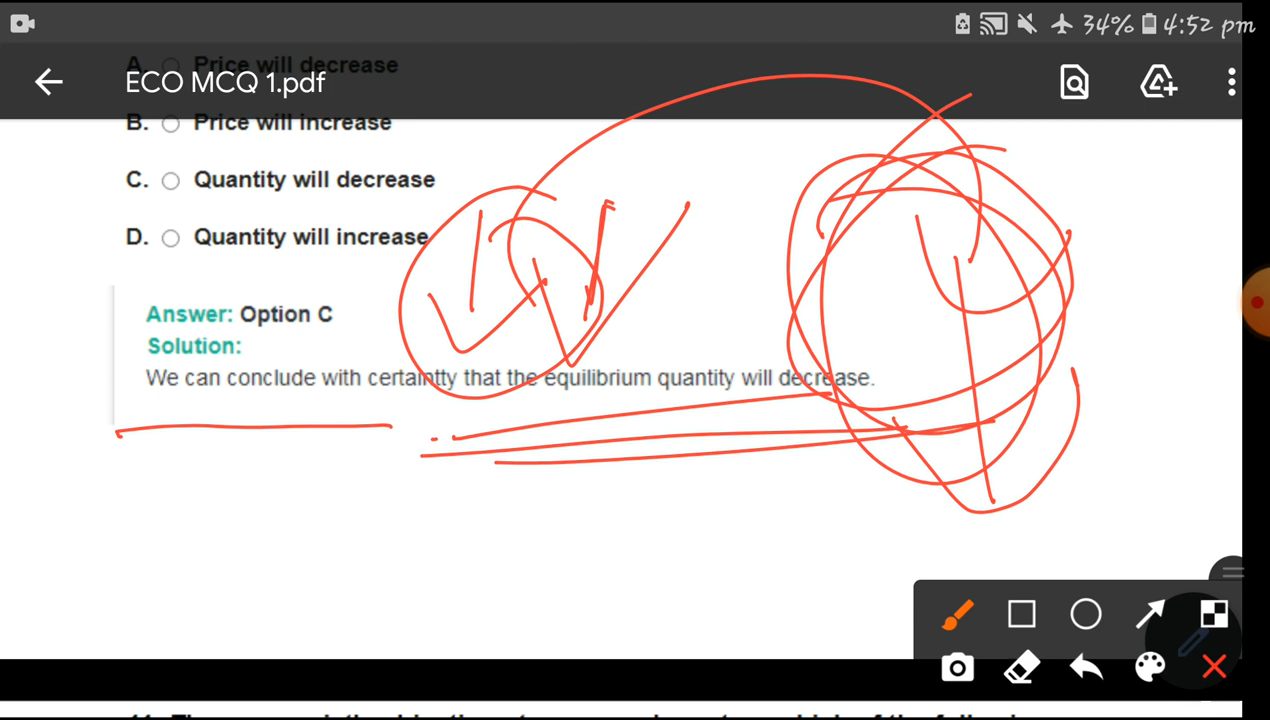 34% 4:52 pm
A. Price will decrease
ECO MCQ 1.pdf
B. Price will increase
C. Quantity will decrease
D. Quantity will increase
Answer: Option C
Solution:
We can conclude with certaintty that the equilibrium quantity will decrease.